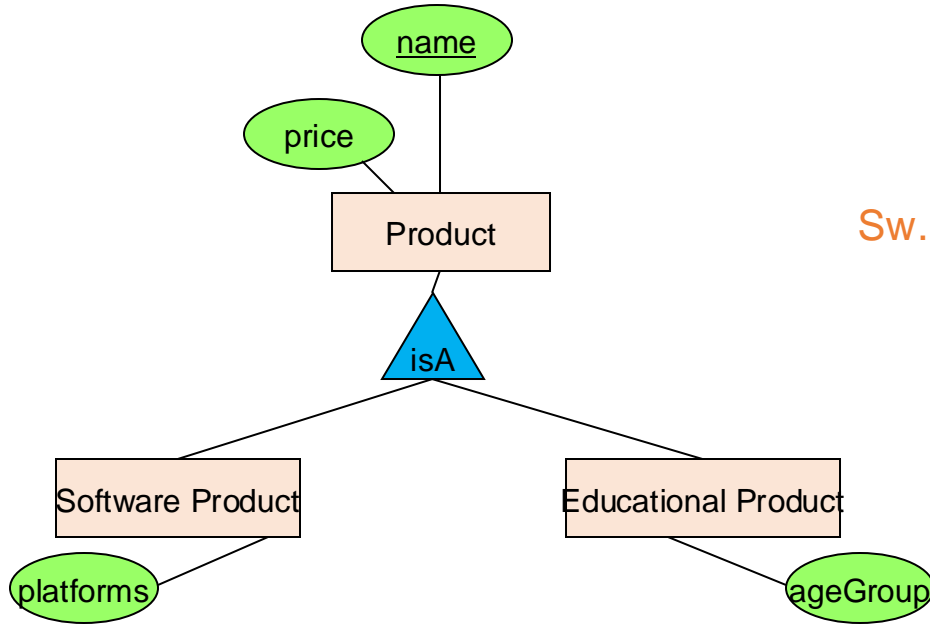 name
price
Product
Sw.
isA
Software Product
Educational Product
platforms
ageGroup